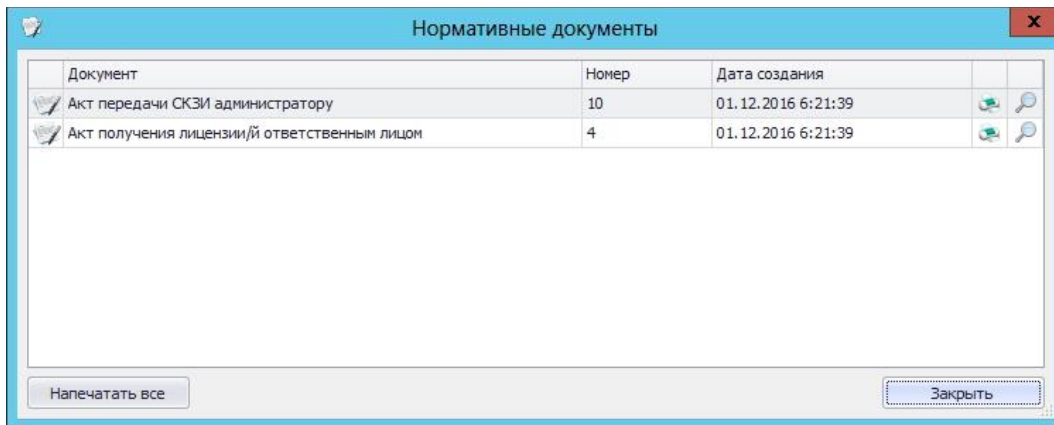 Нормативные документы
x
Документ Номер Дата создания
Акт передачи СКЗИ администратору 10 01.12.2016 6:21:39
Акт получения лицензии/й ответственным лицом 4 01.12.2016 6:21:39
Напечатать все Закрыть